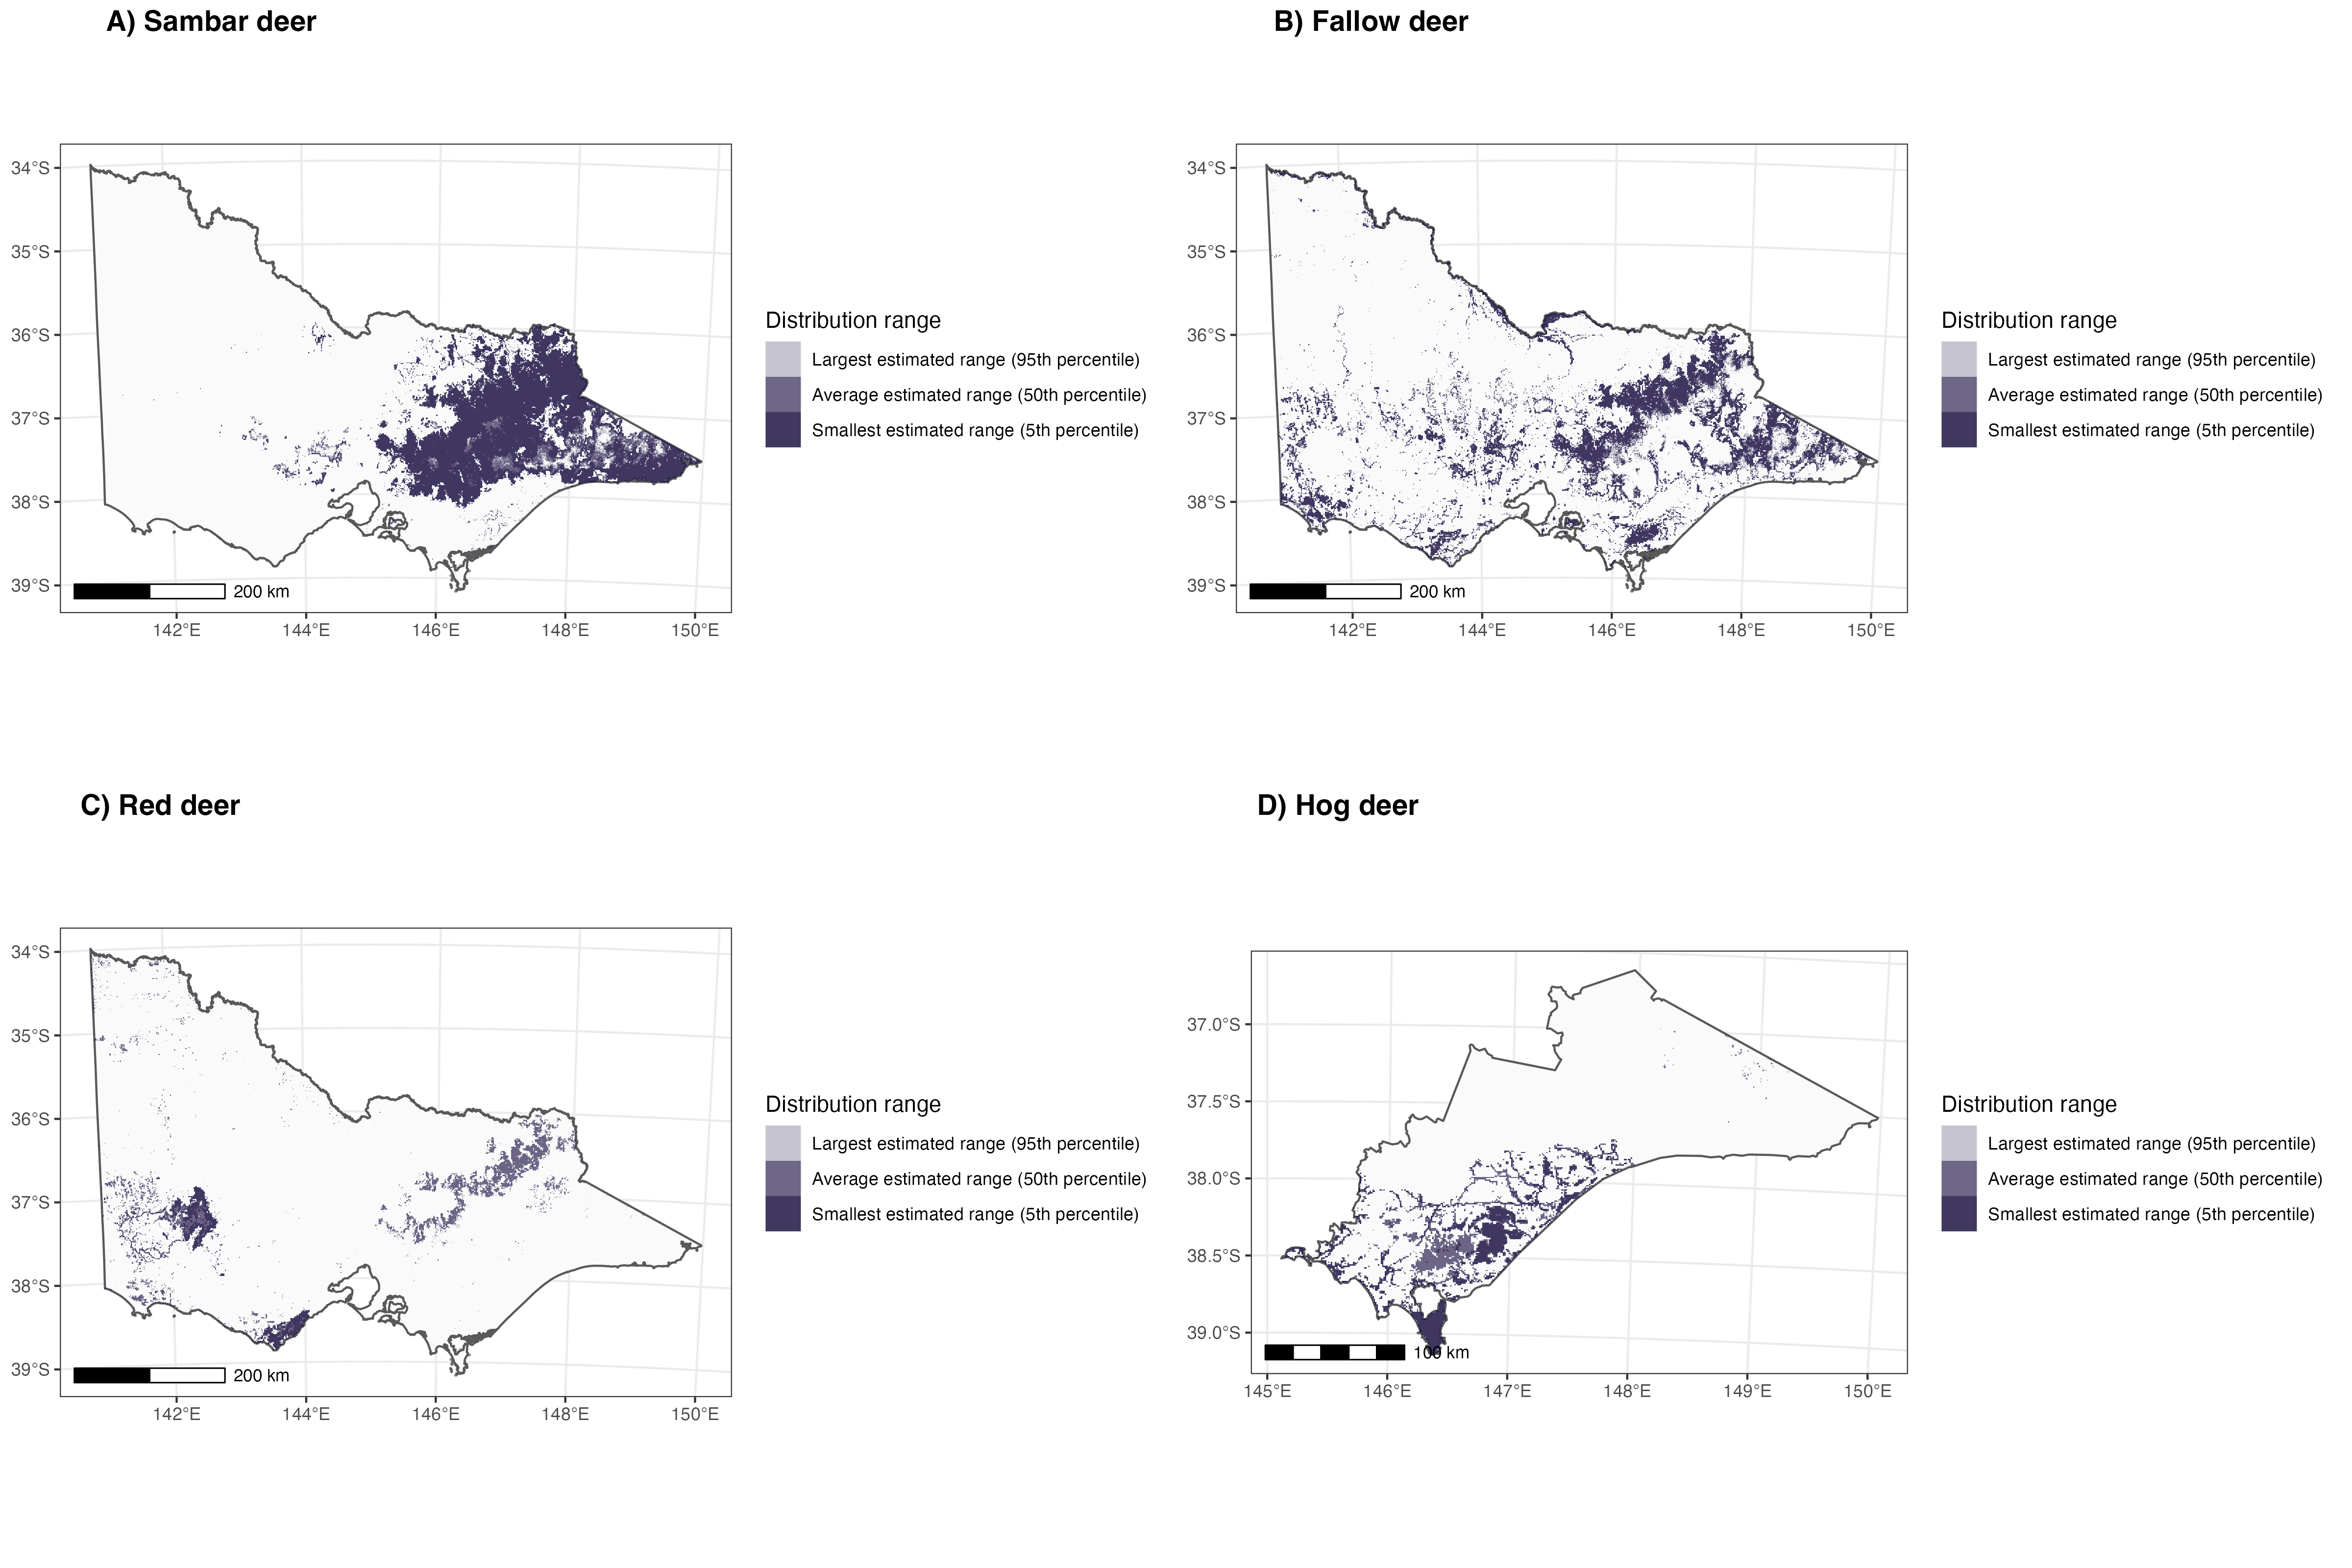 A) Sambar deer
34°S
35°S
36°S
37°S
38°S
39°S
200 km
142°E 144°E 146°E 148°E 150°E
Distribution range
Largest estimated range (95th percentile)
Average estimated range (50th percentile)
Smallest estimated range (5th percentile)
B) Fallow deer
34°S
35°S
36°S
37°S
38°S
39°S
200 km
142°E 144°E 146°E 148°E 150°E
Distribution range
Largest estimated range (95th percentile)
Average estimated range (50th percentile)
Smallest estimated range (5th percentile)
C) Red deer
34°S
35°S
36°S
37°S
38°S
39°S
200 km
142°E 144°E 146°E 148°E 150°E
Distribution range
Largest estimated range (95th percentile)
Average estimated range (50th percentile)
Smallest estimated range (5th percentile)
D) Hog deer
37.0°S
37.5°S
38.0°S
38.5°S
39.0°S
100 km
145°E 146°E 147°E 148°E 149°E 150°E
Distribution range
Largest estimated range (95th percentile)
Average estimated range (50th percentile)
Smallest estimated range (5th percentile)